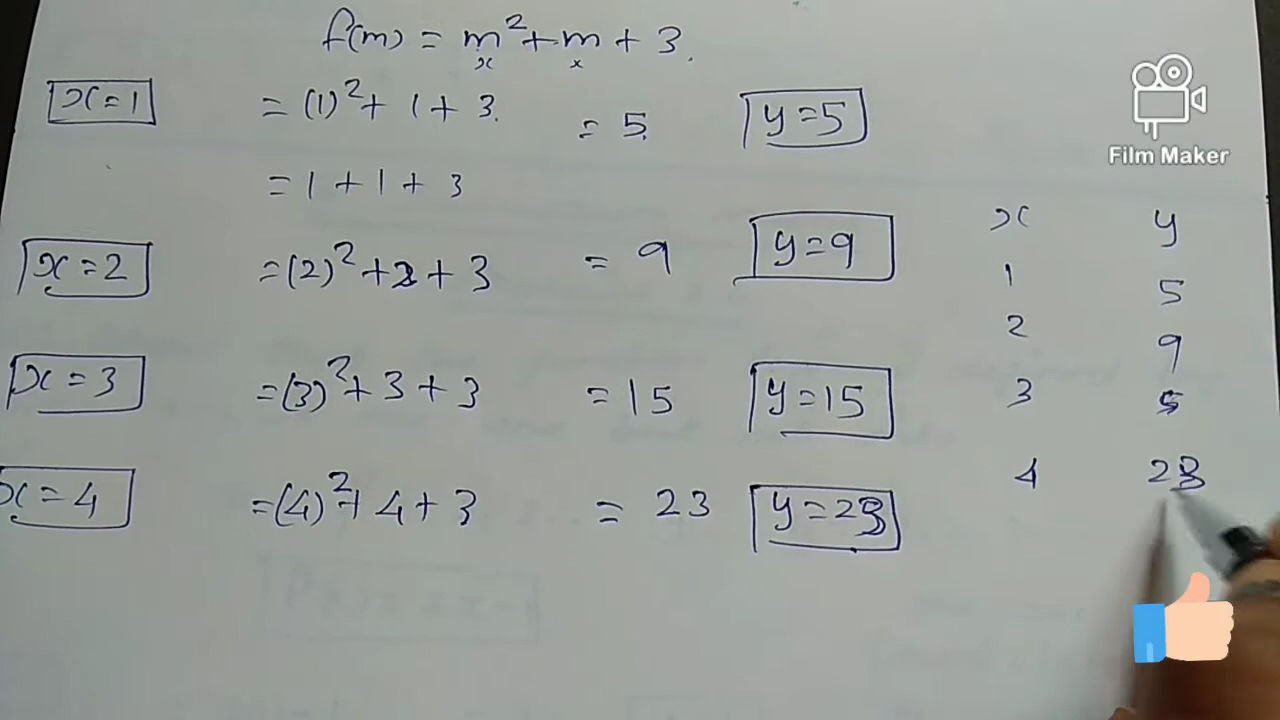 f(m) = m² + m + 3.
x x
x = 1 = (1)² + 1 + 3. = 5. y = 5
= 1 + 1 + 3
x = 2 = (2)² + 2 + 3 = 9 y = 9
x = 3 = (3)² + 3 + 3 = 15 y = 15
x = 4 = (4)² + 4 + 3 = 23 y = 23
x y
1 5
2 9
3 5
4 23
Film Maker